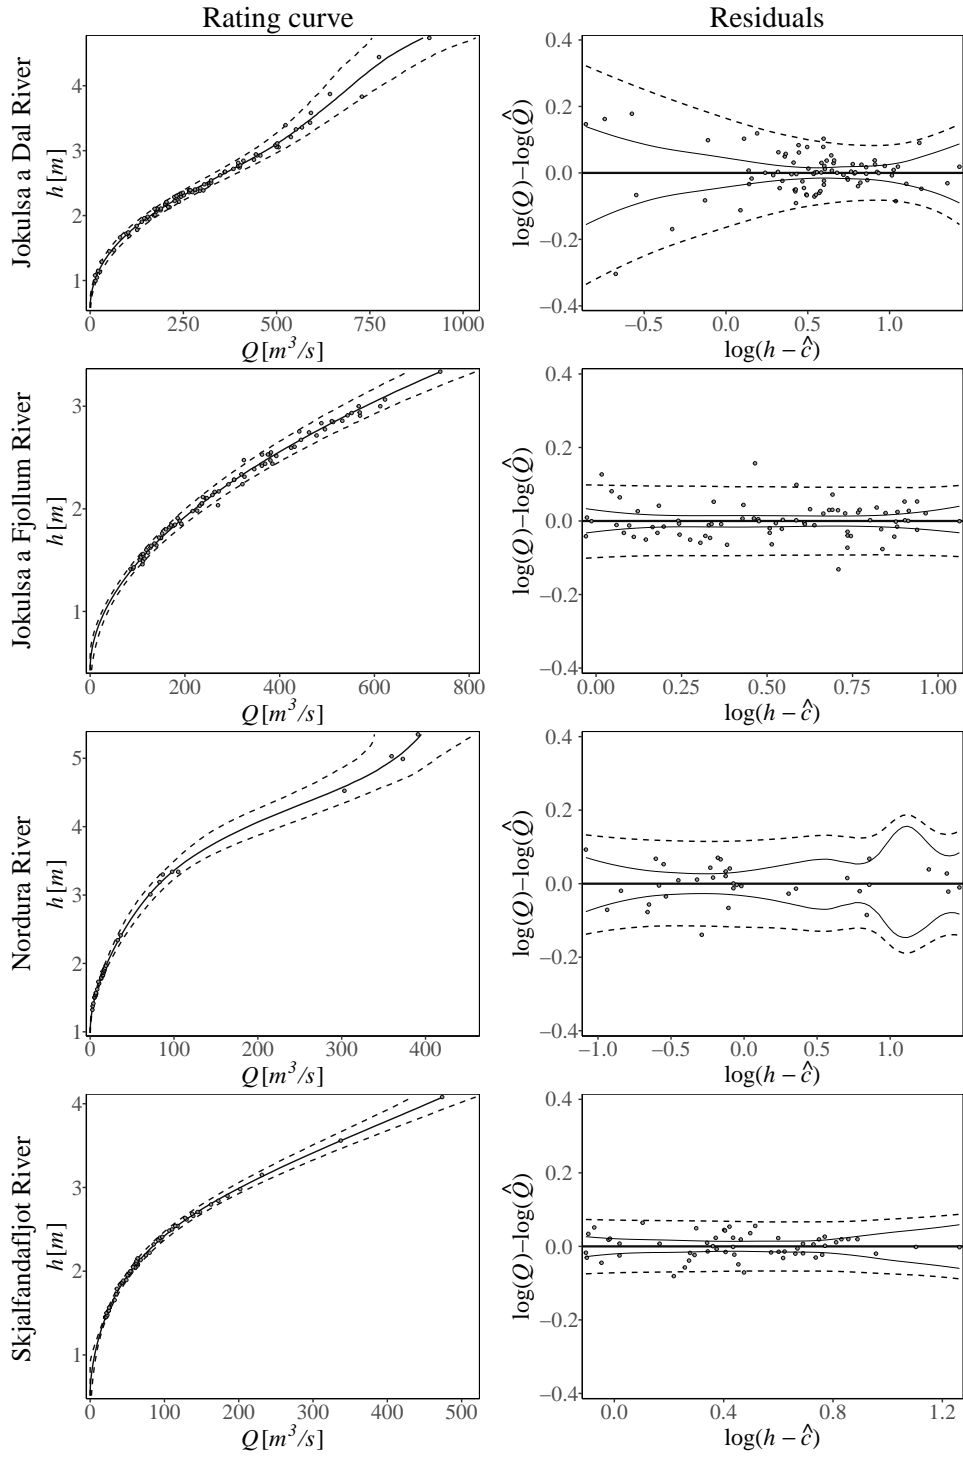 Rating curve Residuals
Jokulsa a Dal River
h[m]
4
3
2
1
0 250 500 750 1000
Q[m³/s]
log(Q)−log(Q̂)
0.4
0.2
0.0
−0.2
−0.4
−0.5 0.0 0.5 1.0
log(h − ĉ)
Jokulsa a Fjollum River
h[m]
3
2
1
0 200 400 600 800
Q[m³/s]
log(Q)−log(Q̂)
0.4
0.2
0.0
−0.2
−0.4
0.00 0.25 0.50 0.75 1.00
log(h − ĉ)
Nordura River
h[m]
5
4
3
2
1
0 100 200 300 400
Q[m³/s]
log(Q)−log(Q̂)
0.4
0.2
0.0
−0.2
−0.4
−1.0 −0.5 0.0 0.5 1.0
log(h − ĉ)
Skjalfandafljot River
h[m]
4
3
2
1
0 100 200 300 400 500
Q[m³/s]
log(Q)−log(Q̂)
0.4
0.2
0.0
−0.2
−0.4
0.0 0.4 0.8 1.2
log(h − ĉ)